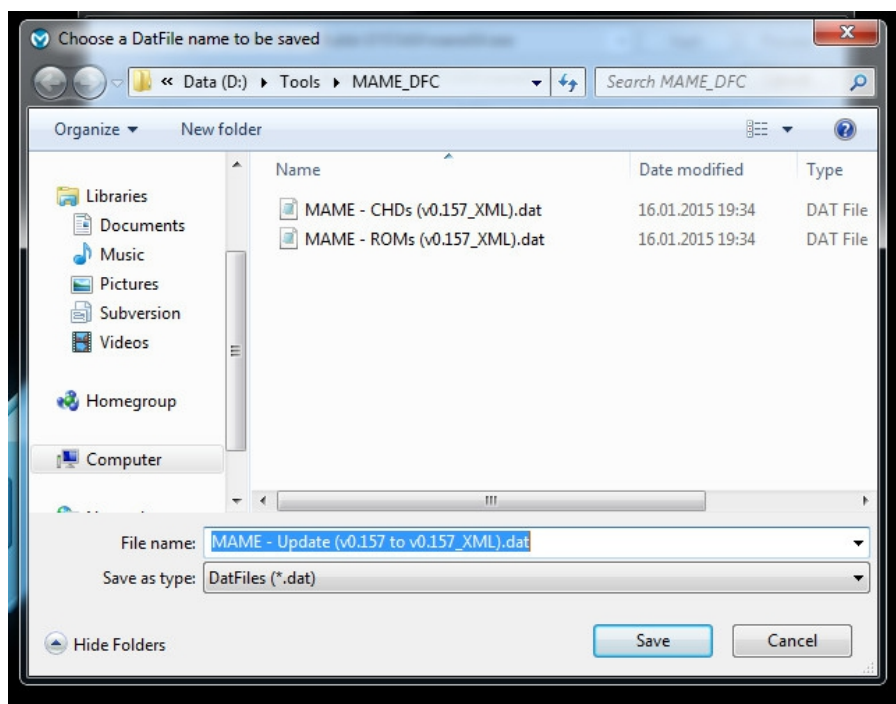 Choose a DatFile name to be saved
« Data (D:) Tools MAME_DFC Search MAME_DFC
Organize New folder
Name Date modified Type
Libraries
Documents
Music
Pictures
Subversion
Videos
Homegroup
Computer
MAME - CHDs (v0.157_XML).dat 16.01.2015 19:34 DAT File
MAME - ROMs (v0.157_XML).dat 16.01.2015 19:34 DAT File
File name: MAME - Update (v0.157 to v0.157_XML).dat
Save as type: DatFiles (*.dat)
Hide Folders Save Cancel